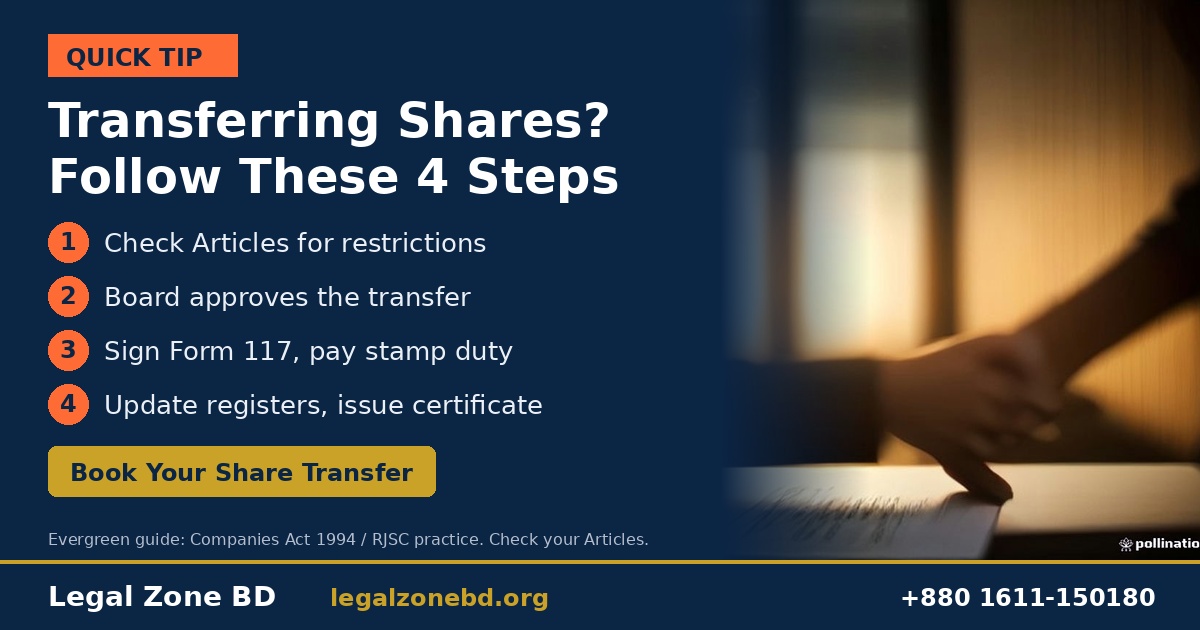 QUICK TIP
Transferring Shares?
Follow These 4 Steps
1 Check Articles for restrictions
2 Board approves the transfer
3 Sign Form 117, pay stamp duty
4 Update registers, issue certificate
Book Your Share Transfer
Evergreen guide: Companies Act 1994 / RJSC practice. Check your Articles.
pollinatio
Legal Zone BD legalzonebd.org +880 1611-150180